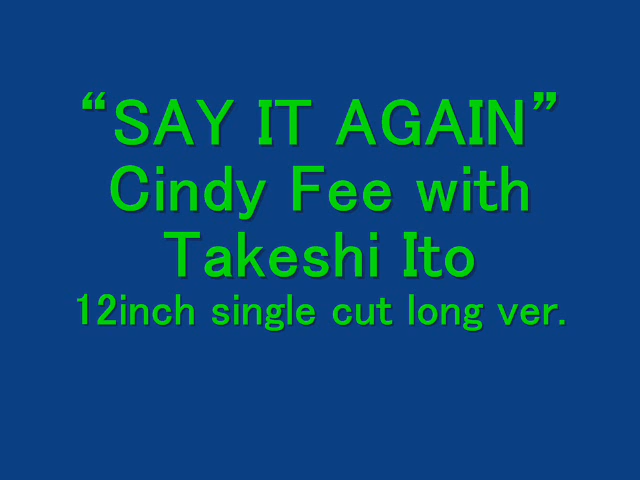 “SAY IT AGAIN”
Cindy Fee with
Takeshi Ito
12inch single cut long ver.